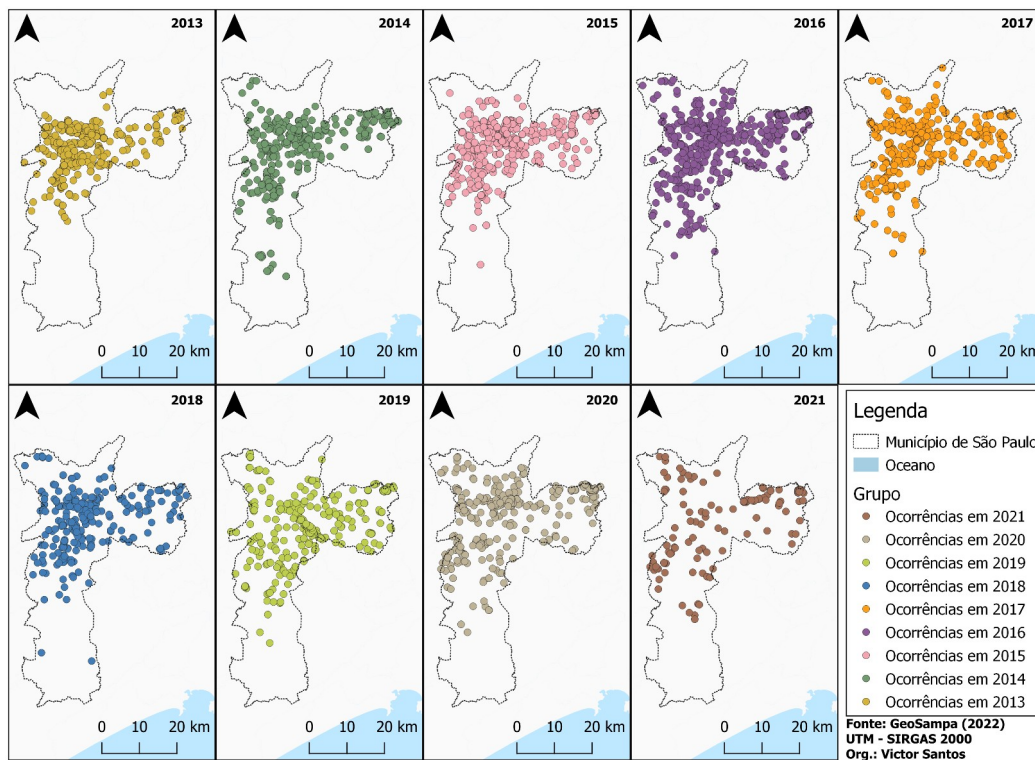 2013
2014
2015
2016
2017
0 10 20 km
0 10 20 km
0 10 20 km
0 10 20 km
0 10 20 km
2018
2019
2020
2021
0 10 20 km
0 10 20 km
0 10 20 km
0 10 20 km
Legenda
Município de São Paulo
Oceano
Grupo
Ocorrências em 2021
Ocorrências em 2020
Ocorrências em 2019
Ocorrências em 2018
Ocorrências em 2017
Ocorrências em 2016
Ocorrências em 2015
Ocorrências em 2014
Ocorrências em 2013
Fonte: GeoSampa (2022)
UTM - SIRGAS 2000
Org.: Victor Santos